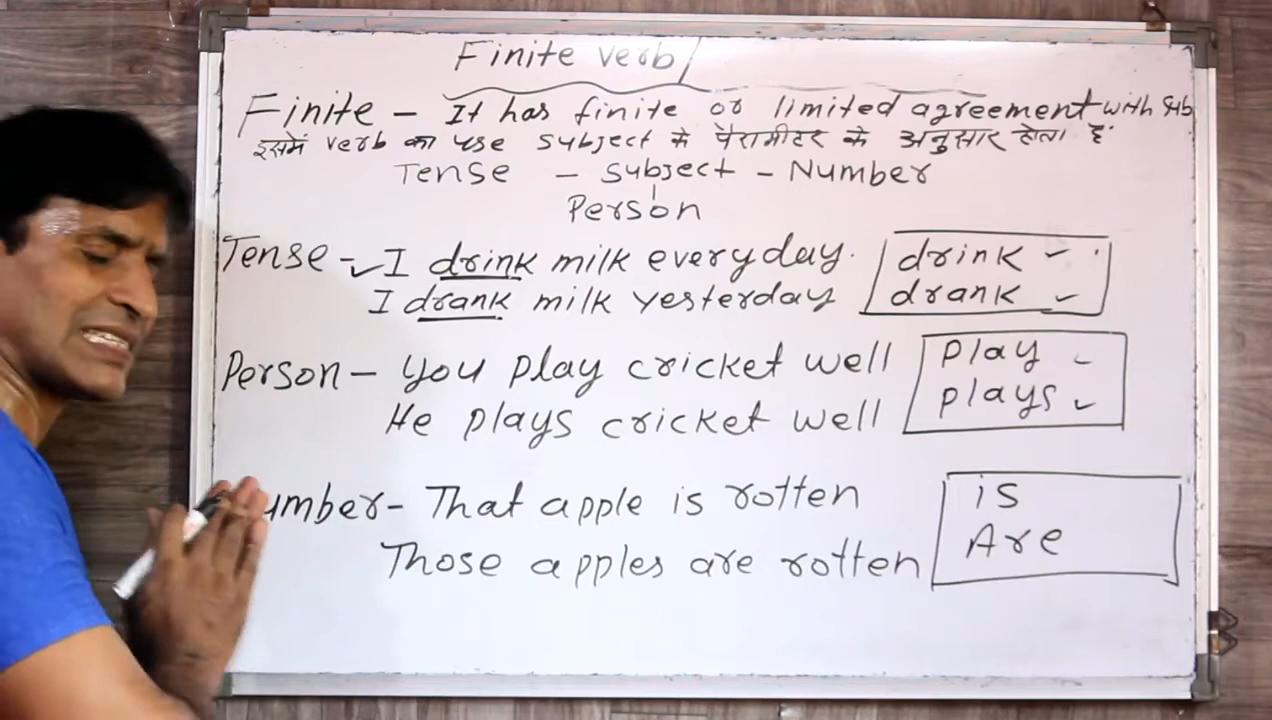 Finite verb
Finite - It has finite or limited agreement with sub
इसमें verb का use subject के पैरामीटर के अनुसार होता है.
Tense - subject - Number
Person
Tense - ✓ I drink milk everyday. drink ✓
I drank milk yesterday drank ✓
Person - You play cricket well play ✓
He plays cricket well plays ✓
umber - That apple is rotten is
Those apples are rotten Are